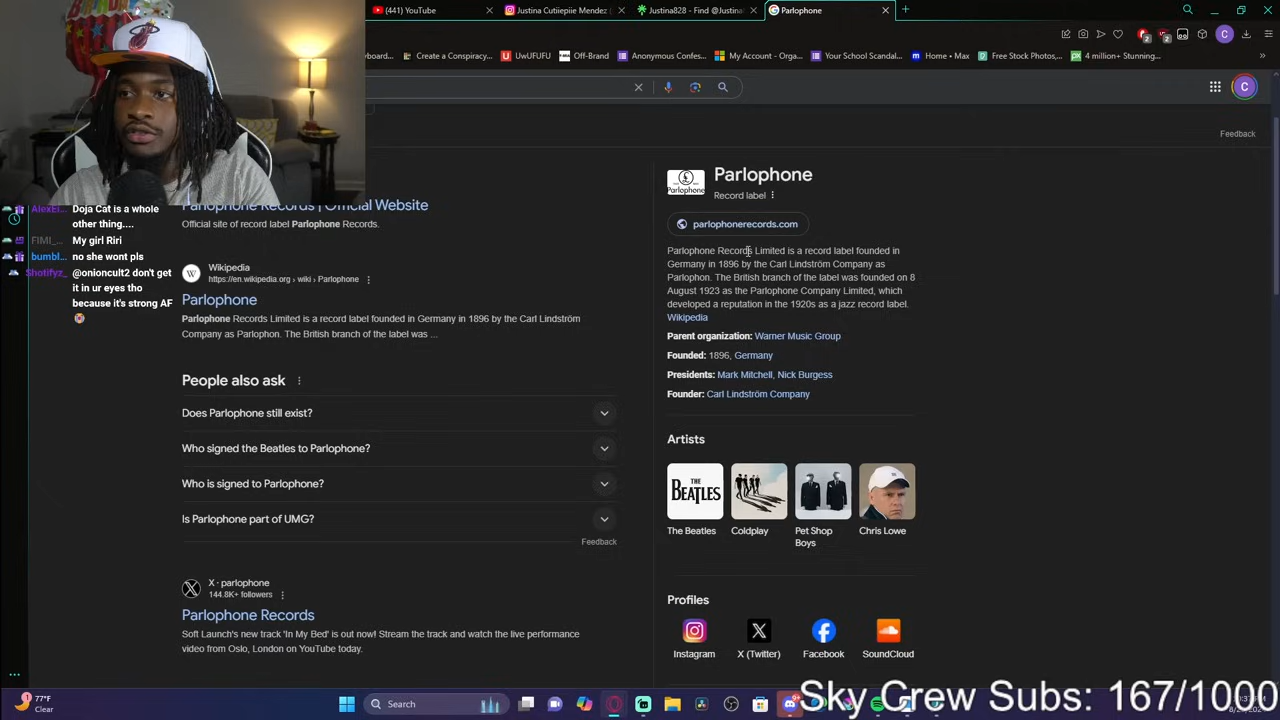 (441) YouTube
Justina Cutiiepiie Mendez (
Justina828 - Find @Justina
Parlophone
Create a Conspirac...
UwUFUFU
Off-Brand
Anonymous Confes...
My Account - Orga...
Your School Scandal...
Home • Max
Free Stock Photos,...
4 million+ Stunning...
Feedback
Parlophone Records | Official Website
Official site of record label Parlophone Records.
Wikipedia
https://en.wikipedia.org › wiki › Parlophone
Parlophone
Parlophone Records Limited is a record label founded in Germany in 1896 by the Carl Lindström
Company as Parlophon. The British branch of the label was ...
People also ask
Does Parlophone still exist?
Who signed the Beatles to Parlophone?
Who is signed to Parlophone?
Is Parlophone part of UMG?
Feedback
X · parlophone
144.8K+ followers
Parlophone Records
Soft Launch's new track 'In My Bed' is out now! Stream the track and watch the live performance
video from Oslo, London on YouTube today.
Parlophone
Record label
parlophonerecords.com
Parlophone Records Limited is a record label founded in
Germany in 1896 by the Carl Lindström Company as
Parlophon. The British branch of the label was founded on 8
August 1923 as the Parlophone Company Limited, which
developed a reputation in the 1920s as a jazz record label.
Wikipedia
Parent organization: Warner Music Group
Founded: 1896, Germany
Presidents: Mark Mitchell, Nick Burgess
Founder: Carl Lindström Company
Artists
THE BEATLES
The Beatles
Coldplay
Pet Shop
Boys
Chris Lowe
Profiles
Instagram
X (Twitter)
Facebook
SoundCloud
AlexEl... Doja Cat is a whole
other thing....
FIMI_... My girl Riri
bumbl... no she wont pls
Shotifyz_ @onioncult2 don't get
it in ur eyes tho
because it's strong AF
77°F
Clear
Search
Sky Crew Subs: 167/1000